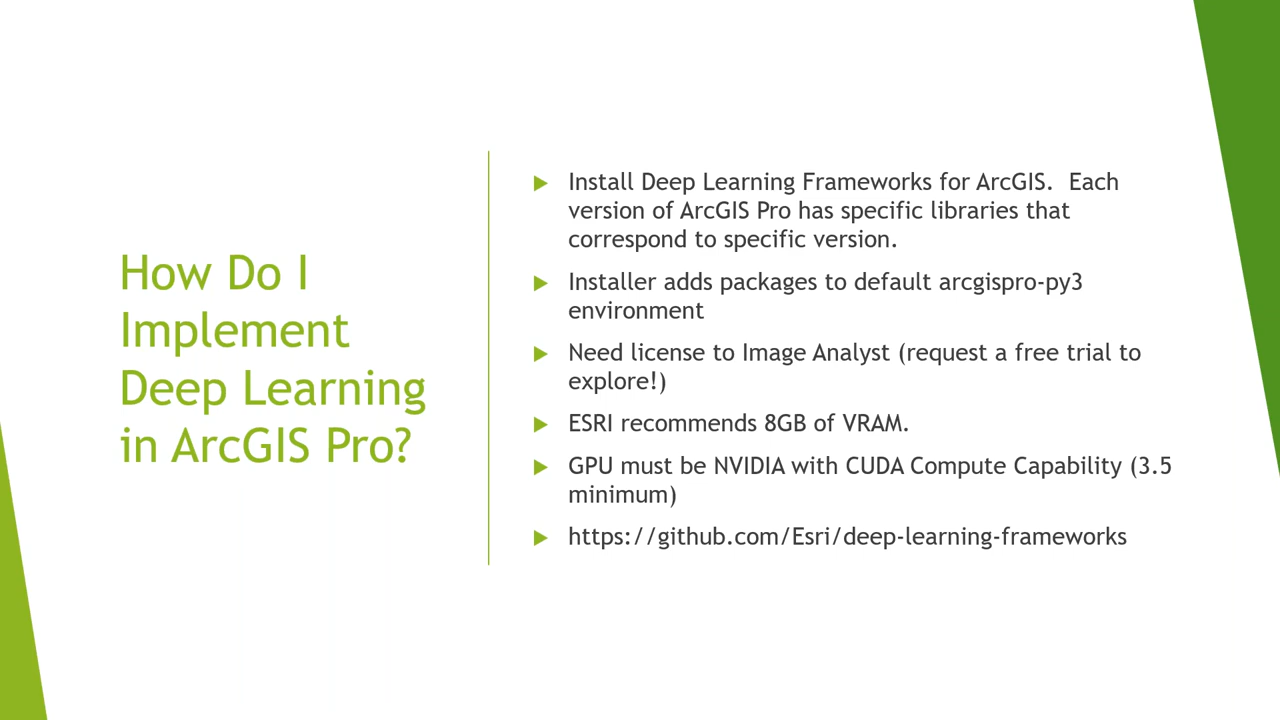 How Do I
Implement
Deep Learning
in ArcGIS Pro?
Install Deep Learning Frameworks for ArcGIS.  Each
version of ArcGIS Pro has specific libraries that
correspond to specific version.
Installer adds packages to default arcgispro-py3
environment
Need license to Image Analyst (request a free trial to
explore!)
ESRI recommends 8GB of VRAM.
GPU must be NVIDIA with CUDA Compute Capability (3.5
minimum)
https://github.com/Esri/deep-learning-frameworks